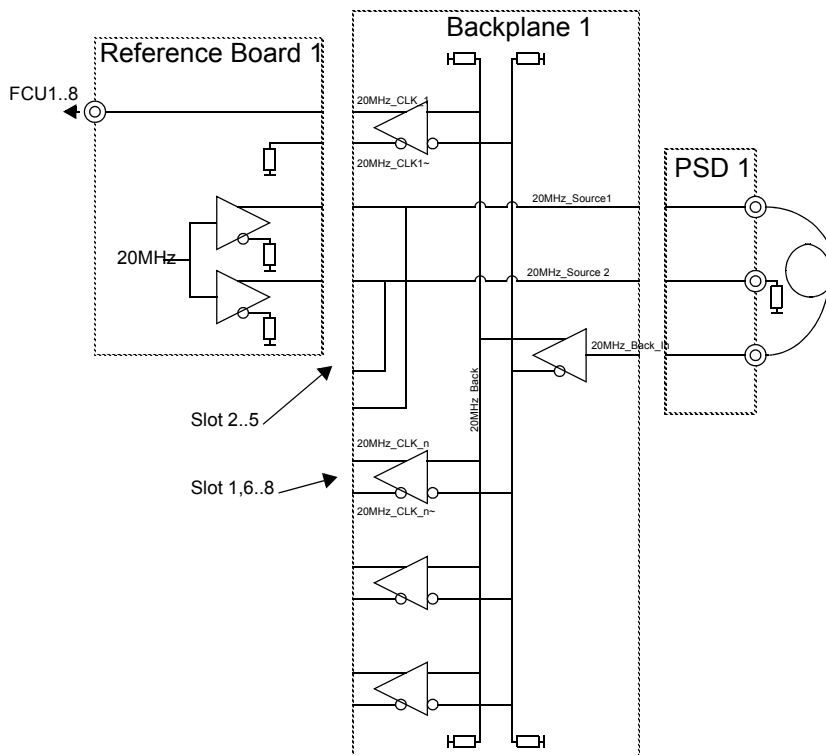 Backplane 1
Reference Board 1
FCU1..8
20MHz_CLK_1
20MHz_CLK1~
PSD 1
20MHz_Source1
20MHz
20MHz_Source 2
20MHz_Back_In
20MHz_Back
Slot 2..5
20MHz_CLK_n
Slot 1,6..8
20MHz_CLK_n~